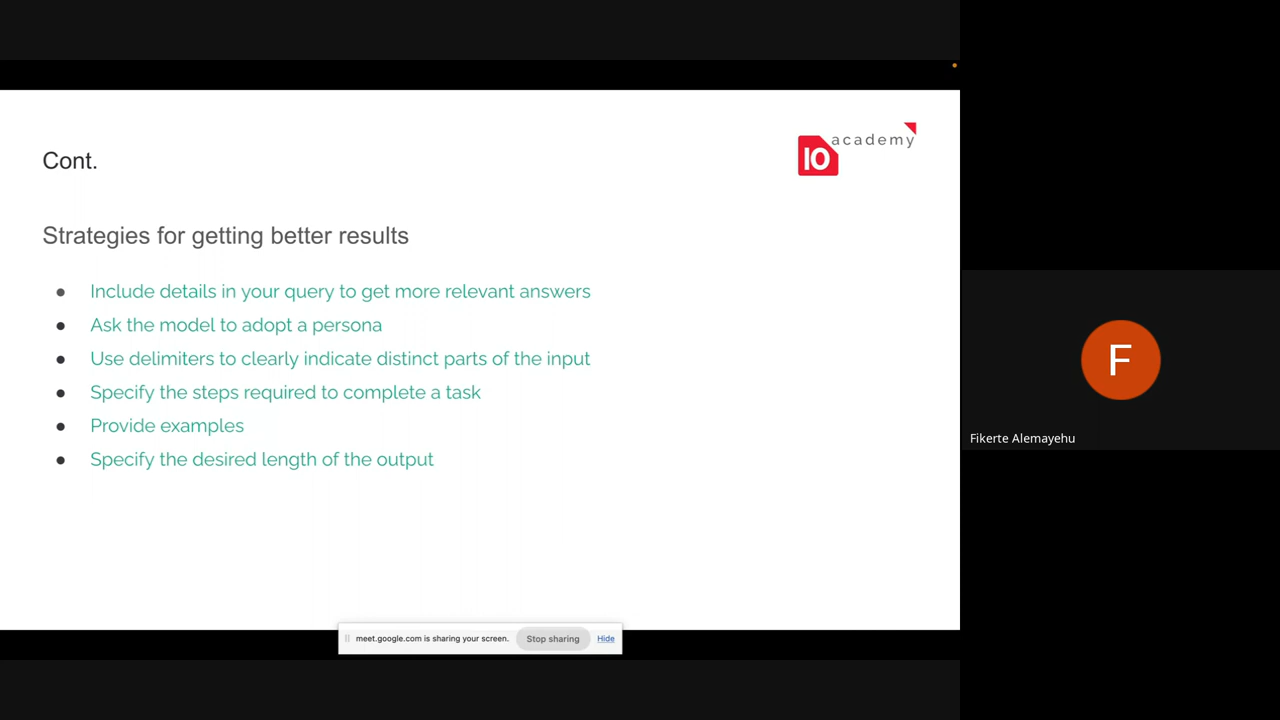 academy
10
Cont.
Strategies for getting better results
● Include details in your query to get more relevant answers
● Ask the model to adopt a persona
● Use delimiters to clearly indicate distinct parts of the input
● Specify the steps required to complete a task
● Provide examples
● Specify the desired length of the output
F
Fikerte Alemayehu
meet.google.com is sharing your screen. Stop sharing Hide